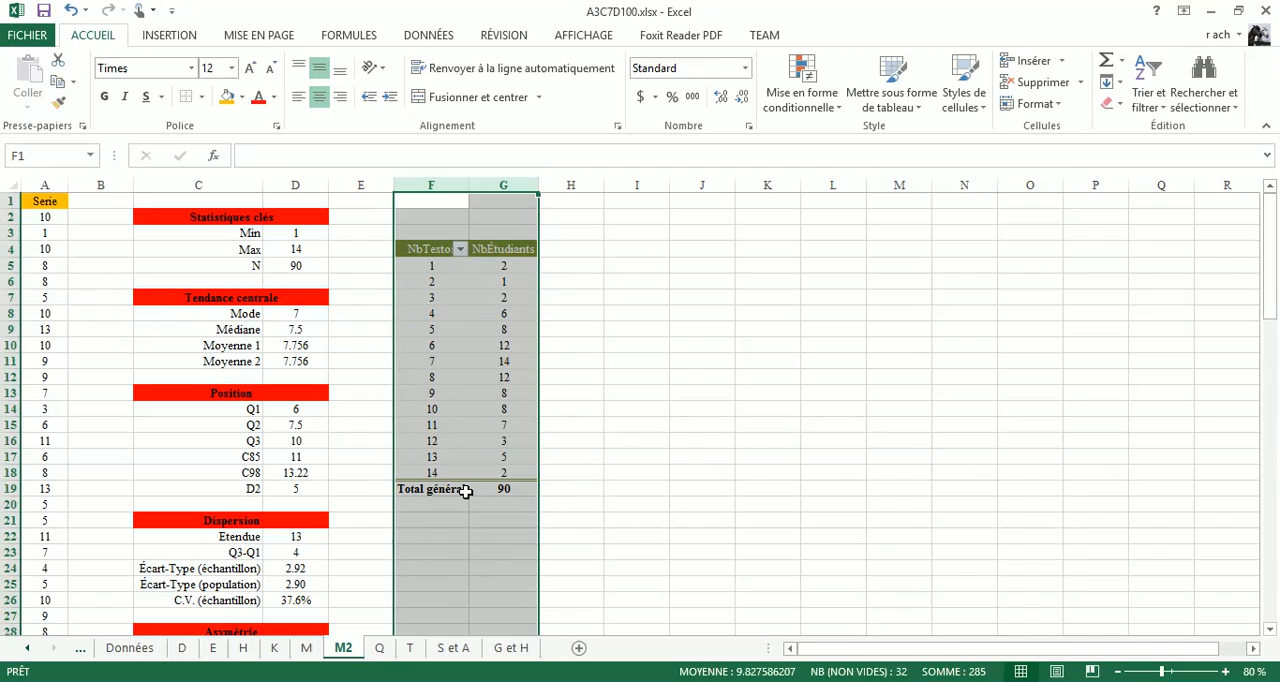 A3C7D100.xlsx - Excel
FICHIER ACCUEIL INSERTION MISE EN PAGE FORMULES DONNÉES RÉVISION AFFICHAGE Foxit Reader PDF TEAM r ach
Times 12 Renvoyer à la ligne automatiquement Standard Insérer
Coller G I S Fusionner et centrer $ % 000 Mise en forme conditionnelle Mettre sous forme de tableau Styles de cellules Supprimer Format Trier et filtrer Rechercher et sélectionner
Presse-papiers Police Alignement Nombre Style Cellules Édition
F1 fx
A B C D E F G H I J K L M N O P Q R
1 Serie
2 10 Statistiques clés
3 1 Min 1
4 10 Max 14 NbTexto NbÉtudiants
5 8 N 90 1 2
6 8 2 1
7 5 Tendance centrale 3 2
8 10 Mode 7 4 6
9 13 Médiane 7.5 5 8
10 10 Moyenne 1 7.756 6 12
11 9 Moyenne 2 7.756 7 14
12 9 8 12
13 7 Position 9 8
14 3 Q1 6 10 8
15 6 Q2 7.5 11 7
16 11 Q3 10 12 3
17 6 C85 11 13 5
18 8 C98 13.22 14 2
19 13 D2 5 Total 90
20 5
21 5 Dispersion
22 11 Etendue 13
23 7 Q3-Q1 4
24 4 Écart-Type (échantillon) 2.92
25 5 Écart-Type (population) 2.90
26 10 C.V. (échantillon) 37.6%
27 9
28 8 Asymétrie
... Données D E H K M M2 Q T S et A G et H
PRÊT MOYENNE : 9.827586207 NB (NON VIDES) : 32 SOMME : 285 80 %